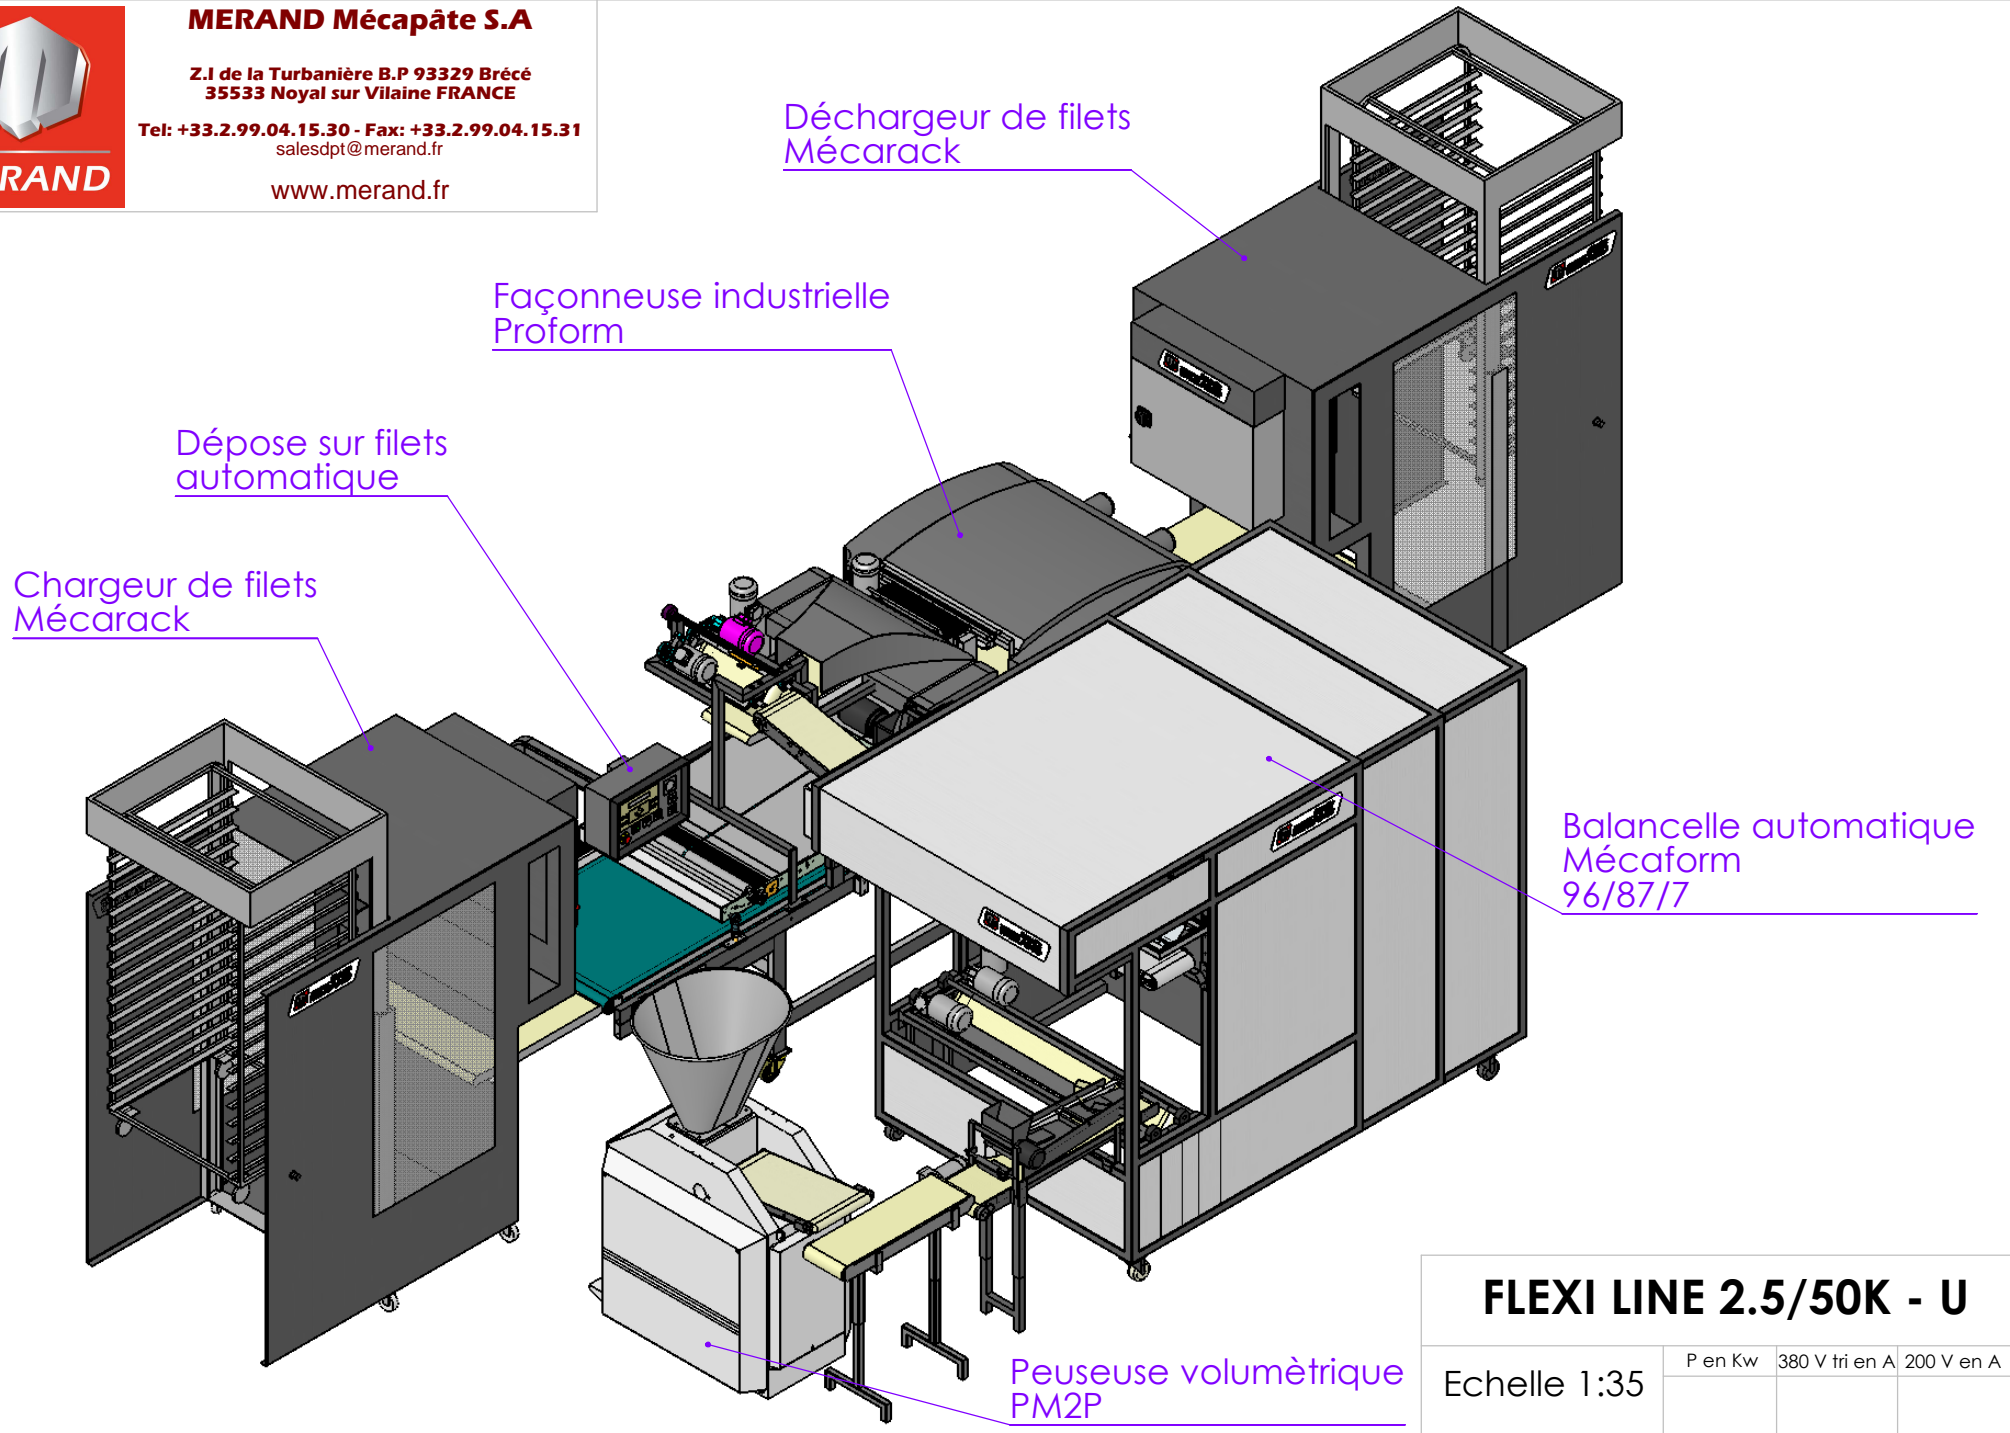 MERAND Mécapâte S.A
Z.I de la Turbanière B.P 93329 Brécé
35533 Noyal sur Vilaine FRANCE
Tel: +33.2.99.04.15.30 - Fax: +33.2.99.04.15.31
salesdpt@merand.fr
www.merand.fr
RAND
Déchargeur de filets
Mécarack
Façonneuse industrielle
Proform
Dépose sur filets
automatique
Chargeur de filets
Mécarack
Balancelle automatique
Mécaform
96/87/7
Peuseuse volumètrique
PM2P
FLEXI LINE 2.5/50K - U
Echelle 1:35
P en Kw
380 V tri en A
200 V en A